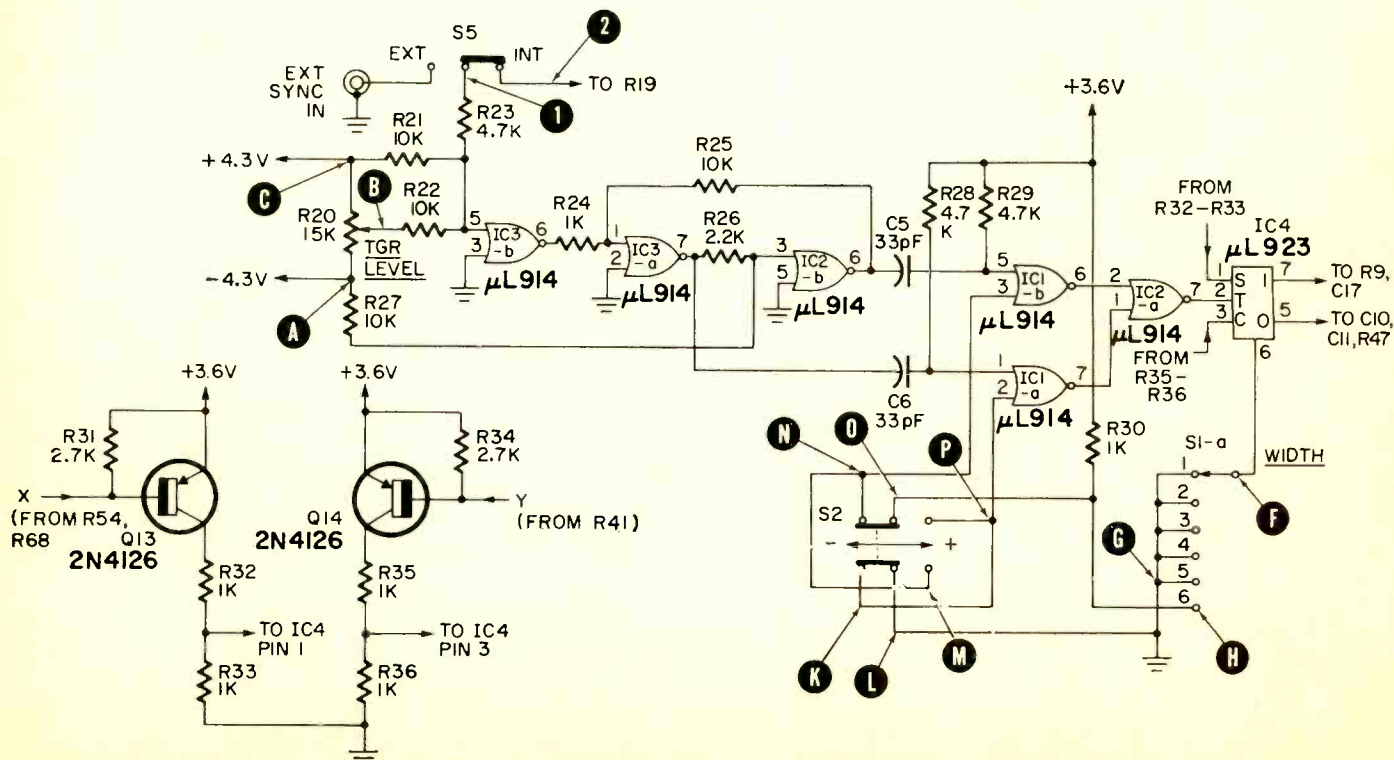 S5
2
EXT
INT
EXT
SYNC
IN
TO R19
1
+3.6V
R23
4.7K
R21
10K
+4.3V
C
B
R22
10K
R20
15K
TGR
LEVEL
-4.3V
A
R27
10K
5
3
6
IC3
-b
µL914
R24
1K
R25
10K
1
2
7
IC3
-a
µL914
R26
2.2K
3
5
6
IC2
-b
µL914
C5
33pF
C6
33pF
R28
4.7
K
R29
4.7K
5
3
6
IC1
-b
µL914
1
2
7
IC1
-a
µL914
2
1
7
IC2
-a
µL914
FROM
R32-R33
IC4
µL923
1
2
3
S
T
C
1
O
7
5
6
TO R9,
C17
TO C10,
C11, R47
FROM
R35-
R36
R30
1K
S1-a
WIDTH
1
2
3
4
5
6
F
G
H
N
O
P
S2
-
+
K
L
M
+3.6V
+3.6V
R31
2.7K
R34
2.7K
X
(FROM R54,
R68
Q13
2N4126
Q14
2N4126
Y
(FROM R41)
R32
1K
R35
1K
TO IC4
PIN 1
TO IC4
PIN 3
R33
1K
R36
1K